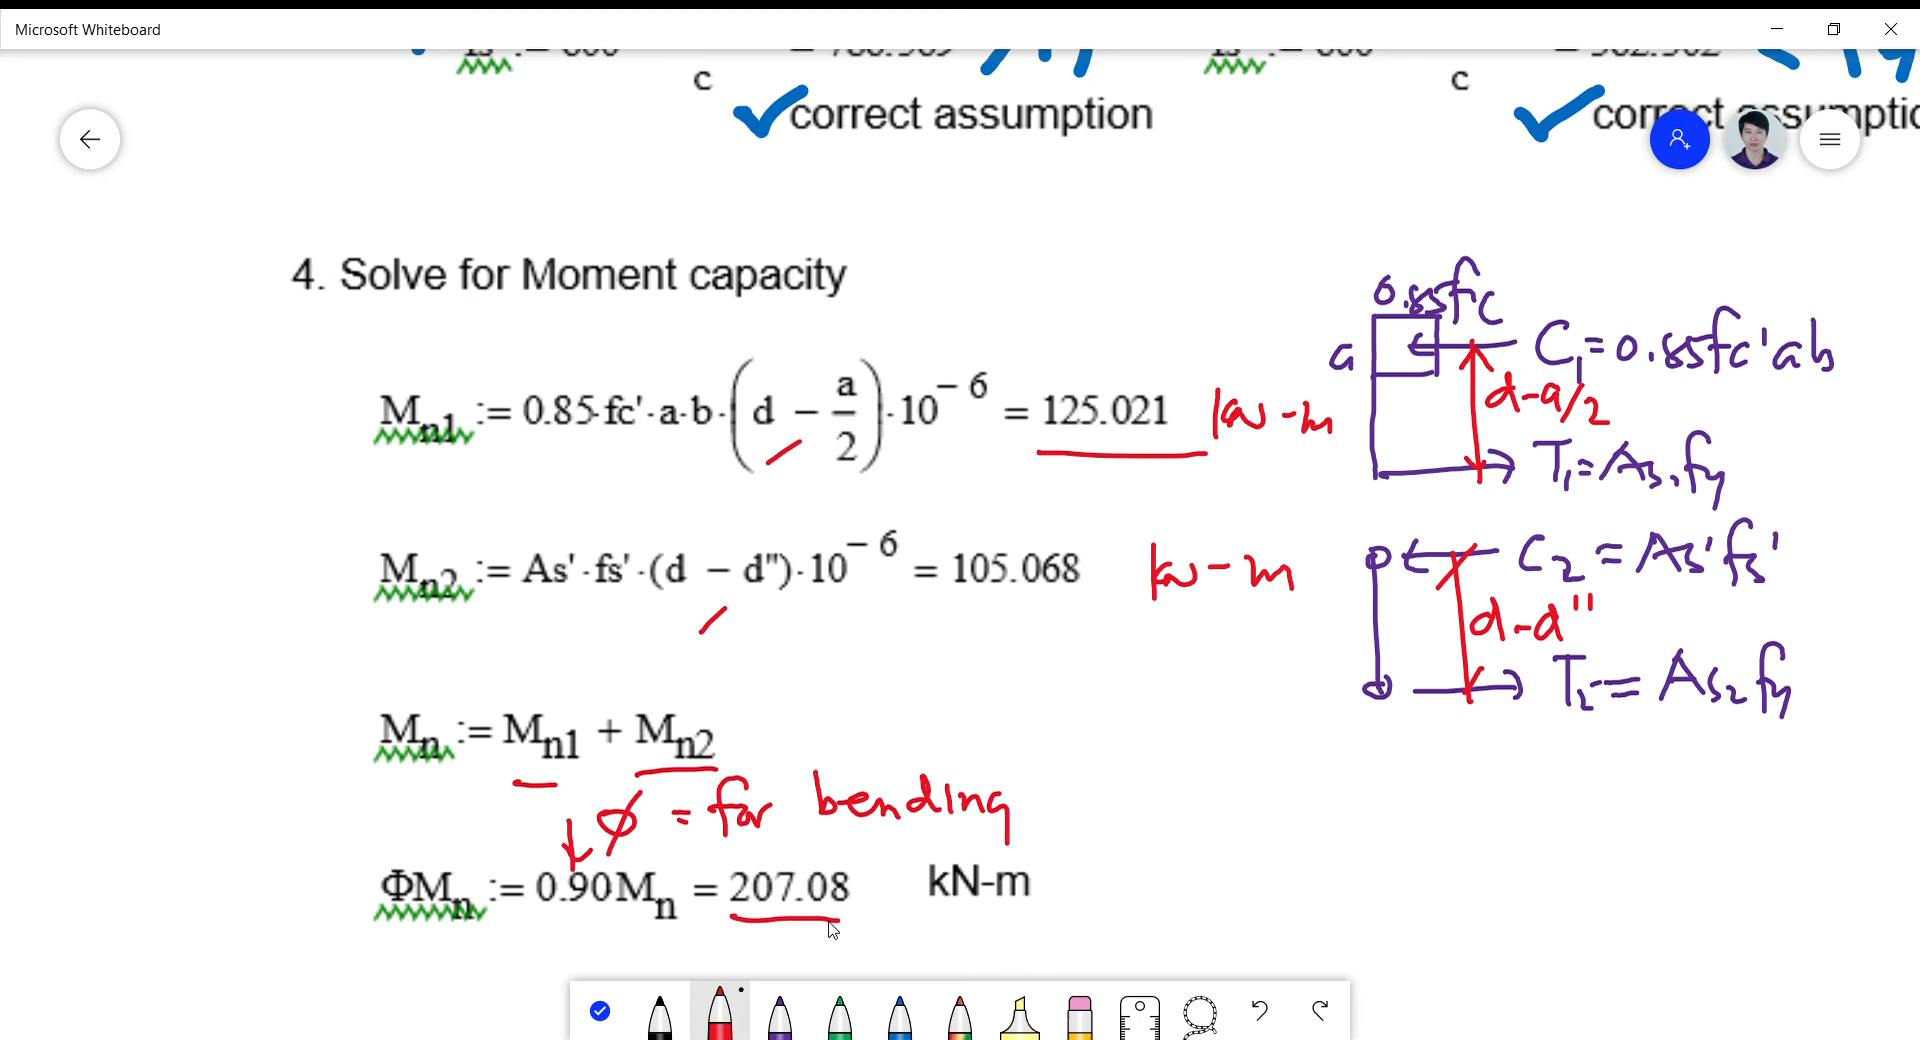 Microsoft Whiteboard
c
c
correct assumption
4. Solve for Moment capacity
0.85fc
a
C1=0.85fc'ab
Mn1 := 0.85·fc'·a·b·(d − a/2)·10^−6 = 125.021 kN-m
d-a/2
T1=As1fy
Mn2 := As'·fs'·(d − d'')·10^−6 = 105.068 kN-m
C2 = As'fs'
d-d''
T2 = As2fy
Mn := Mn1 + Mn2
ϕ = for bending
ΦMn := 0.90Mn = 207.08 kN-m